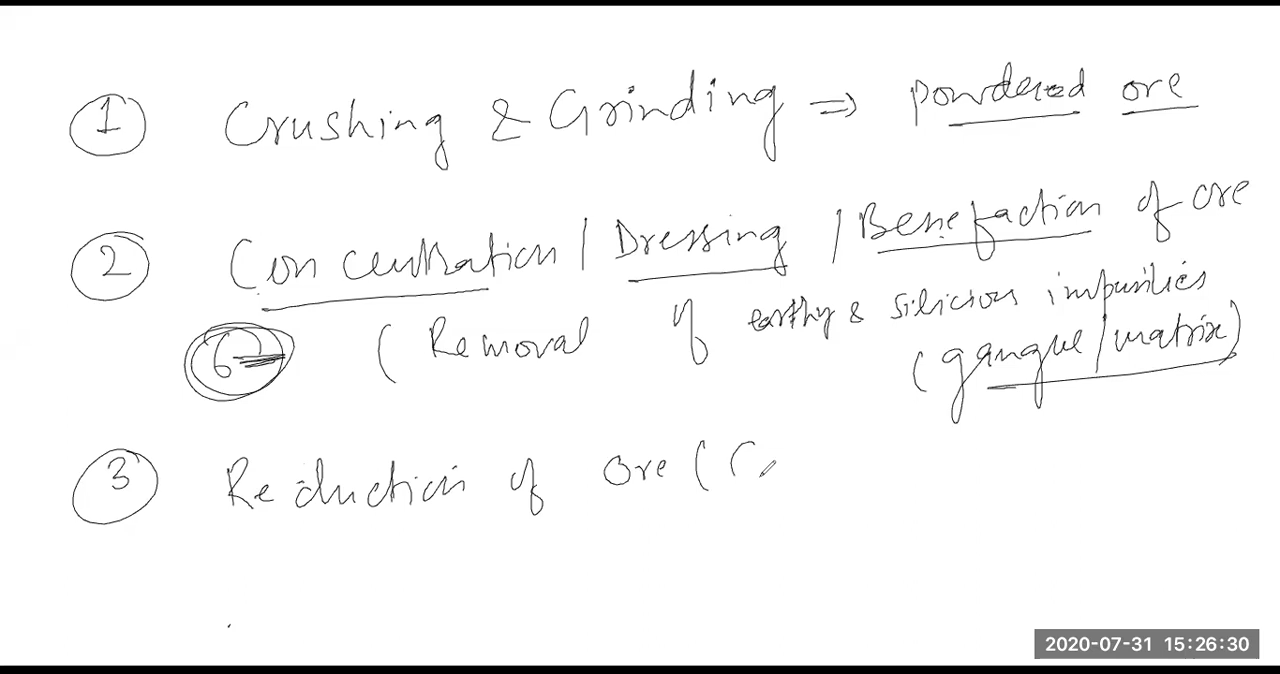 ① Crushing & Grinding ⇒ Powdered ore
② Concentration / Dressing / Benefaction of ore
(Removal of earthy & silicious impurities
(gangue / matrix)
③ Reduction of ore (
2020-07-31 15:26:30